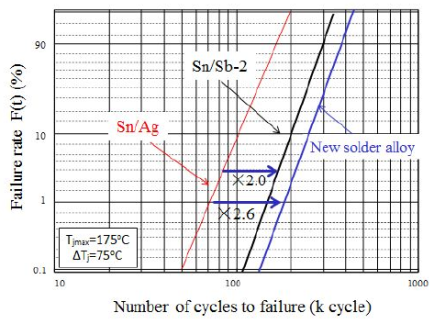 Failure rate F(t) (%)
90
10
1
0.1
Sn/Sb-2
Sn/Ag
New solder alloy
×2.0
×2.6
Tjmax=175°C
ΔTj=75°C
10
100
1000
Number of cycles to failure (k cycle)